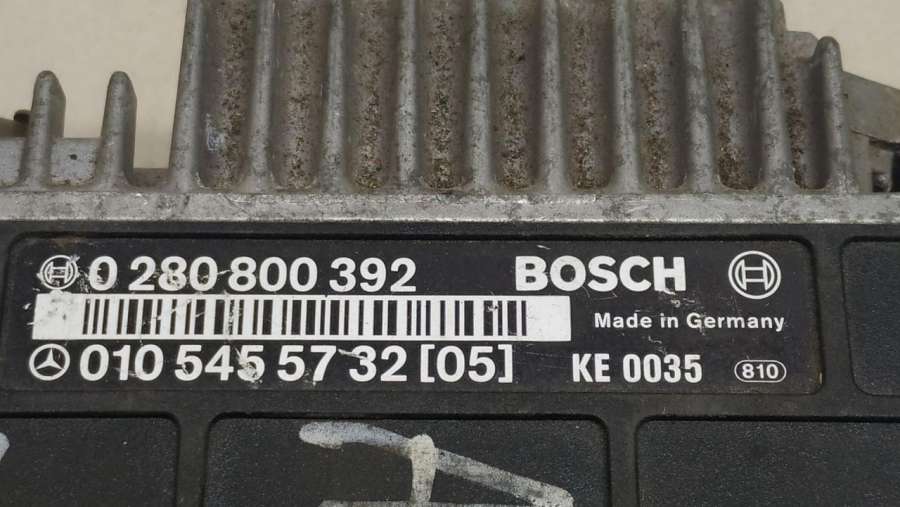 0 280 800 392 BOSCH
Made in Germany
010 545 57 32 [05] KE 0035 810